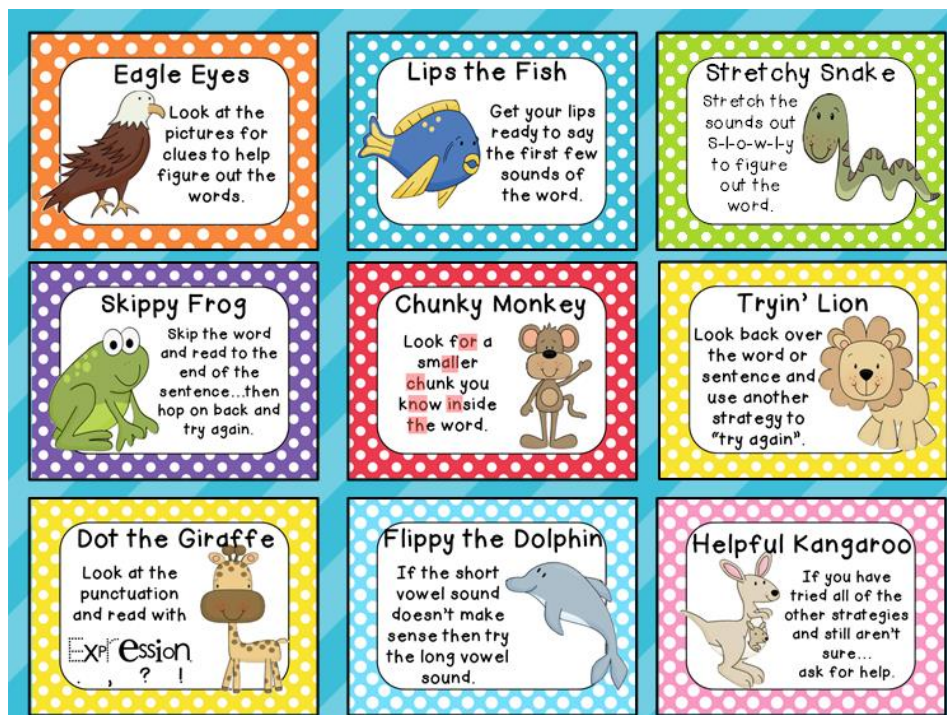 Eagle Eyes
Look at the
pictures for
clues to help
figure out the
words.
Lips the Fish
Get your lips
ready to say
the first few
sounds of
the word.
Stretchy Snake
Stretch the
sounds out
S-l-o-w-l-y
to figure
out the
word.
Skippy Frog
Skip the word
and read to the
end of the
sentence...then
hop on back and
try again.
Chunky Monkey
Look for a
smaller
chunk you
know inside
the word.
Tryin' Lion
Look back over
the word or
sentence and
use another
strategy to
"try again".
Dot the Giraffe
Look at the
punctuation
and read with
Expression
. , ? !
Flippy the Dolphin
If the short
vowel sound
doesn't make
sense then try
the long vowel
sound.
Helpful Kangaroo
If you have
tried all of the
other strategies
and still aren't
sure...
ask for help.